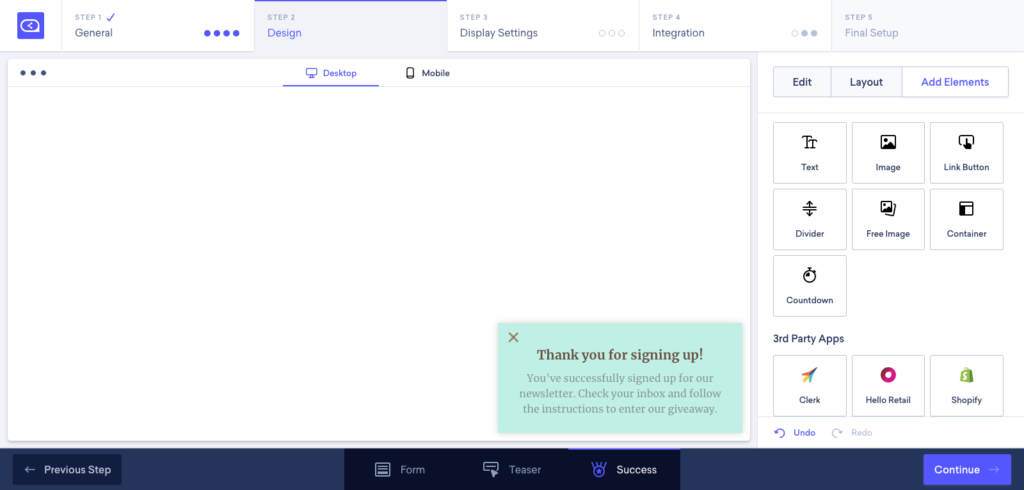 STEP 1
General
STEP 2
Design
STEP 3
Display Settings
STEP 4
Integration
STEP 5
Final Setup
Desktop
Mobile
Edit
Layout
Add Elements
Text
Image
Link Button
Divider
Free Image
Container
Countdown
3rd Party Apps
Clerk
Hello Retail
Shopify
Thank you for signing up!
You've successfully signed up for our
newsletter. Check your inbox and follow
the instructions to enter our giveaway.
Undo
Redo
Previous Step
Form
Teaser
Success
Continue